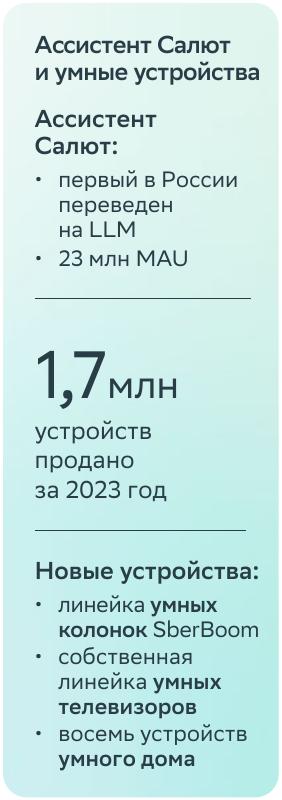 Ассистент Салют
и умные устройства
Ассистент
Салют:
• первый в России
переведен
на LLM
• 23 млн MAU
1,7 млн
устройств
продано
за 2023 год
Новые устройства:
• линейка умных
колонок SberBoom
• собственная
линейка умных
телевизоров
• восемь устройств
умного дома